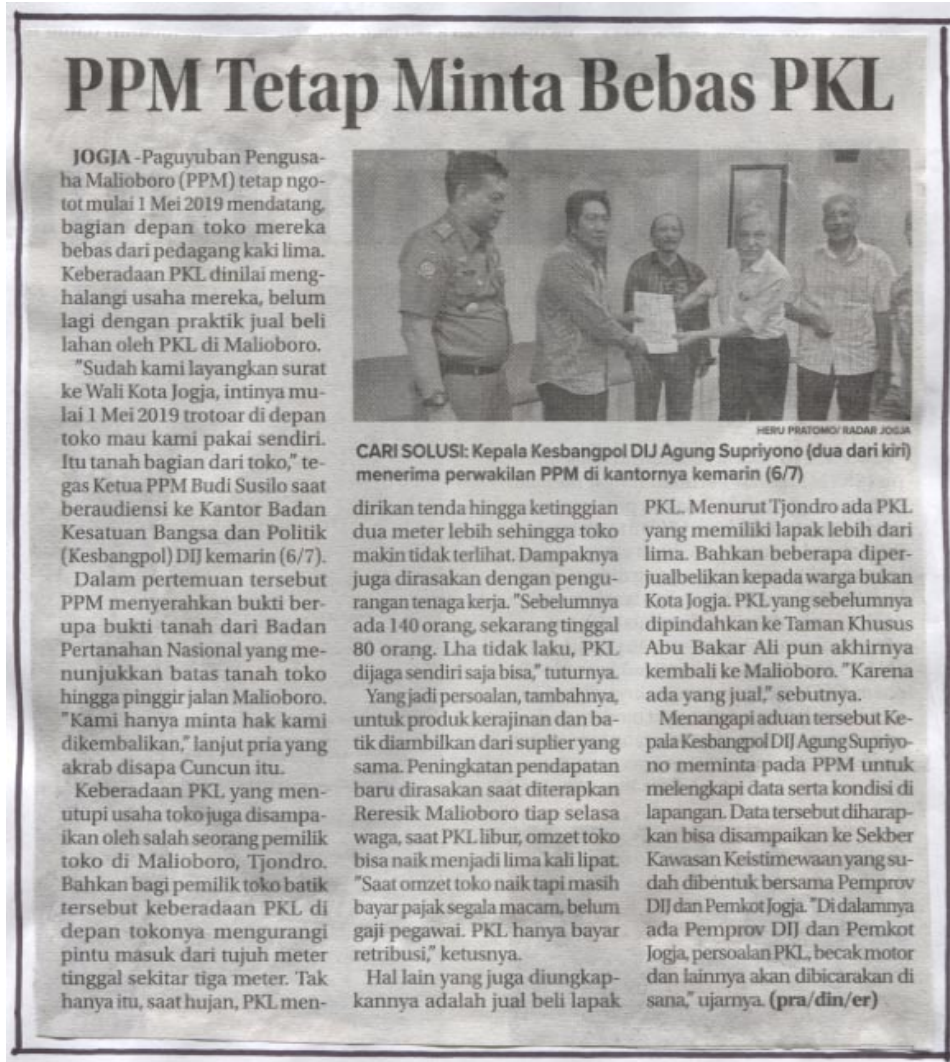 PPM Tetap Minta Bebas PKL
JOGJA -Paguyuban Pengusa-
ha Malioboro (PPM) tetap ngo-
tot mulai 1 Mei 2019 mendatang,
bagian depan toko mereka
bebas dari pedagang kaki lima.
Keberadaan PKL dinilai meng-
halangi usaha mereka, belum
lagi dengan praktik jual beli
lahan oleh PKL di Malioboro.
"Sudah kami layangkan surat
ke Wali Kota Jogja, intinya mu-
lai 1 Mei 2019 trotoar di depan
toko mau kami pakai sendiri.
Itu tanah bagian dari toko," te-
gas Ketua PPM Budi Susilo saat
beraudiensi ke Kantor Badan
Kesatuan Bangsa dan Politik
(Kesbangpol) DIJ kemarin (6/7).
Dalam pertemuan tersebut
PPM menyerahkan bukti ber-
upa bukti tanah dari Badan
Pertanahan Nasional yang me-
nunjukkan batas tanah toko
hingga pinggir jalan Malioboro.
"Kami hanya minta hak kami
dikembalikan," lanjut pria yang
akrab disapa Cuncun itu.
Keberadaan PKL yang men-
utupi usaha toko juga disampa-
ikan oleh salah seorang pemilik
toko di Malioboro, Tjondro.
Bahkan bagi pemilik toko batik
tersebut keberadaan PKL di
depan tokonya mengurangi
pintu masuk dari tujuh meter
tinggal sekitar tiga meter. Tak
hanya itu, saat hujan, PKL men-
HERU PRATOMO/ RADAR JOGJA
CARI SOLUSI: Kepala Kesbangpol DIJ Agung Supriyono (dua dari kiri)
menerima perwakilan PPM di kantornya kemarin (6/7)
dirikan tenda hingga ketinggian
dua meter lebih sehingga toko
makin tidak terlihat. Dampaknya
juga dirasakan dengan pengu-
rangan tenaga kerja. "Sebelumnya
ada 140 orang, sekarang tinggal
80 orang. Lha tidak laku, PKL
dijaga sendiri saja bisa," tuturnya.
Yang jadi persoalan, tambahnya,
untuk produk kerajinan dan ba-
tik diambilkan dari suplier yang
sama. Peningkatan pendapatan
baru dirasakan saat diterapkan
Reresik Malioboro tiap selasa
waga, saat PKL libur, omzet toko
bisa naik menjadi lima kali lipat.
"Saat omzet toko naik tapi masih
bayar pajak segala macam, belum
gaji pegawai. PKL hanya bayar
retribusi," ketusnya.
Hal lain yang juga diungkap-
kannya adalah jual beli lapak
PKL. Menurut Tjondro ada PKL
yang memiliki lapak lebih dari
lima. Bahkan beberapa diper-
jualbelikan kepada warga bukan
Kota Jogja. PKL yang sebelumnya
dipindahkan ke Taman Khusus
Abu Bakar Ali pun akhirnya
kembali ke Malioboro. "Karena
ada yang jual," sebutnya.
Menangapi aduan tersebut Ke-
pala Kesbangpol DIJ Agung Supriyo-
no meminta pada PPM untuk
melengkapi data serta kondisi di
lapangan. Data tersebut diharap-
kan bisa disampaikan ke Sekber
Kawasan Keistimewaan yang su-
dah dibentuk bersama Pemprov
DIJ dan Pemkot Jogja. "Di dalamnya
ada Pemprov DIJ dan Pemkot
Jogja, persoalan PKL, becak motor
dan lainnya akan dibicarakan di
sana," ujarnya. (pra/din/er)